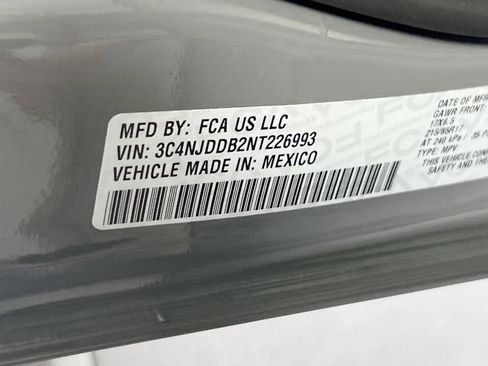 MFD BY: FCA US LLC
VIN: 3C4NJDDB2NT226993
VEHICLE MADE IN: MEXICO
DATE OF MFR
GAWR FRONT:
17X6.5
215/65R17
AT 240 kPa / 35 P
TYPE: MPV
THIS VEHICLE
SAFETY AND THE